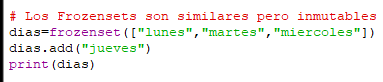 # Los Frozensets son similares pero inmutables
dias=frozenset(["lunes","martes","miercoles"])
dias.add("jueves")
print(dias)